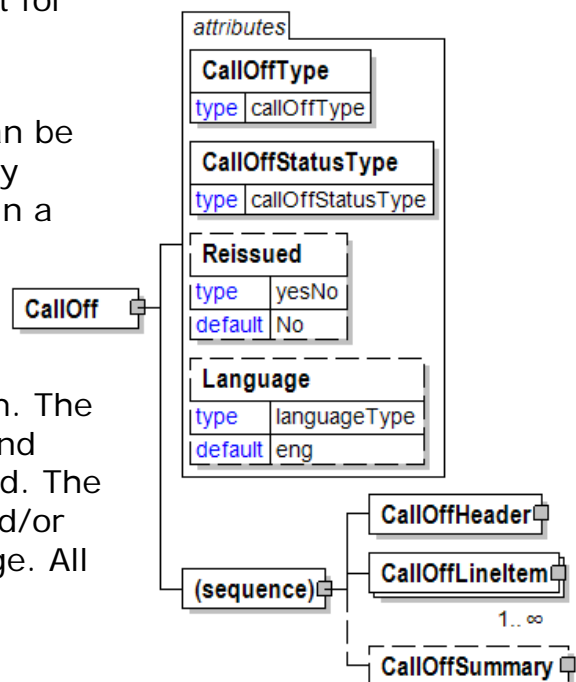 t for
an be
y
n a
n. The
nd
d. The
d/or
ge. All
attributes
CallOffType
type callOffType
CallOffStatusType
type callOffStatusType
Reissued
type yesNo
default No
Language
type languageType
default eng
CallOff
(sequence)
CallOffHeader
CallOffLineItem
1.. ∞
CallOffSummary